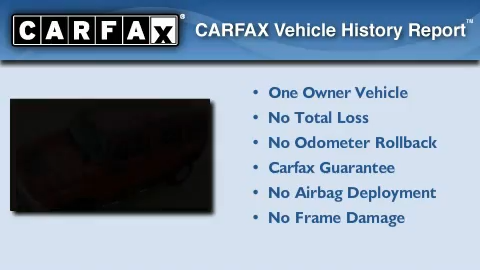 CARFAX® CARFAX Vehicle History Report™
• One Owner Vehicle
• No Total Loss
• No Odometer Rollback
• Carfax Guarantee
• No Airbag Deployment
• No Frame Damage